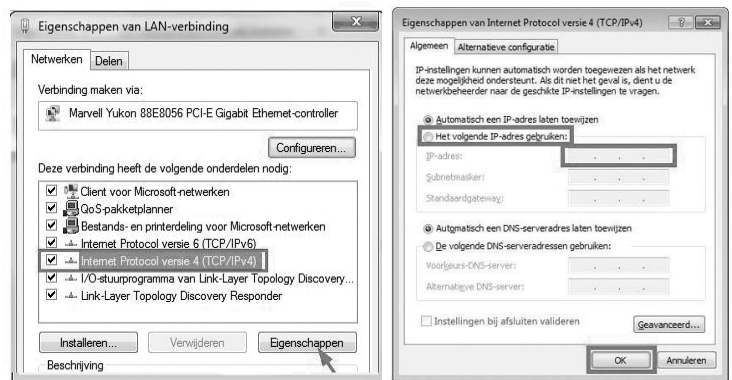 Eigenschappen van LAN-verbinding
Netwerken Delen
Verbinding maken via:
Marvell Yukon 88E8056 PCI-E Gigabit Ethernet-controller
Configureren...
Deze verbinding heeft de volgende onderdelen nodig:
Client voor Microsoft-netwerken
QoS-pakketplanner
Bestands- en printerdeling voor Microsoft-netwerken
Internet Protocol versie 6 (TCP/IPv6)
Internet Protocol versie 4 (TCP/IPv4)
I/O-stuurprogramma van Link-Layer Topology Discovery...
Link-Layer Topology Discovery Responder
Installeren... Verwijderen Eigenschappen
Beschrijving
Eigenschappen van Internet Protocol versie 4 (TCP/IPv4)
Algemeen Alternatieve configuratie
IP-instellingen kunnen automatisch worden toegewezen als het netwerk
deze mogelijkheid ondersteunt. Als dit niet het geval is, dient u de
netwerkbeheerder naar de geschikte IP-instellingen te vragen.
Automatisch een IP-adres laten toewijzen
Het volgende IP-adres gebruiken:
IP-adres:
Subnetmasker:
Standaardgateway:
Automatisch een DNS-serveradres laten toewijzen
De volgende DNS-serveradressen gebruiken:
Voorkeurs-DNS-server:
Alternatieve DNS-server:
Instellingen bij afsluiten valideren
Geavanceerd...
OK Annuleren